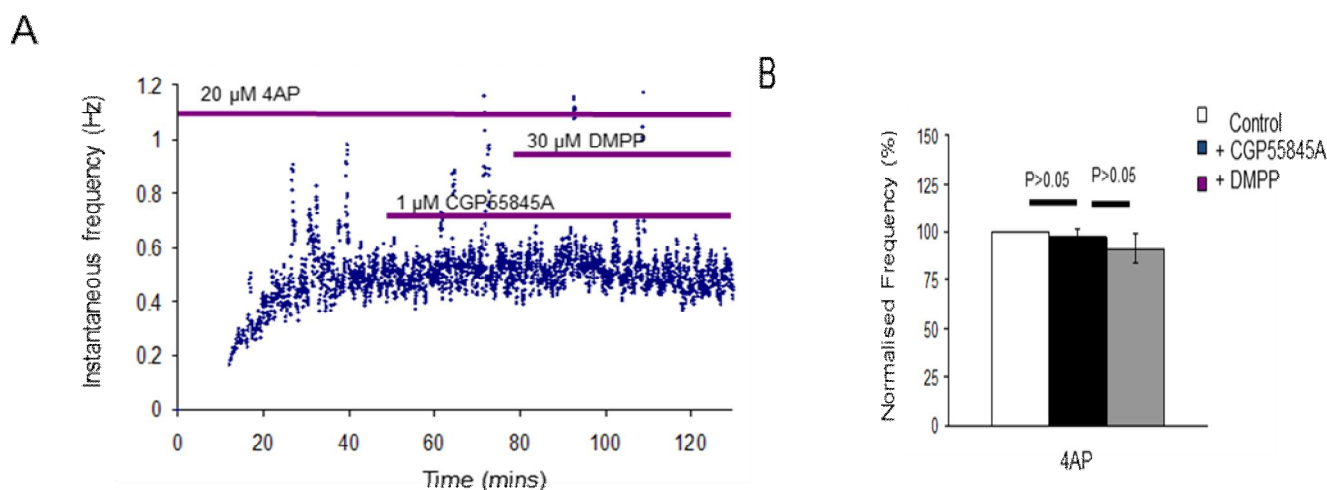 A
Instantaneous frequency (Hz)
1.2
1
0.8
0.6
0.4
0.2
0
20 µM 4AP
30 µM DMPP
1 µM CGP55845A
0
20
40
60
80
100
120
Time (mins)
B
Control
+ CGP55845A
+ DMPP
Normalised Frequency (%)
150
125
100
75
50
25
0
P>0.05
P>0.05
4AP